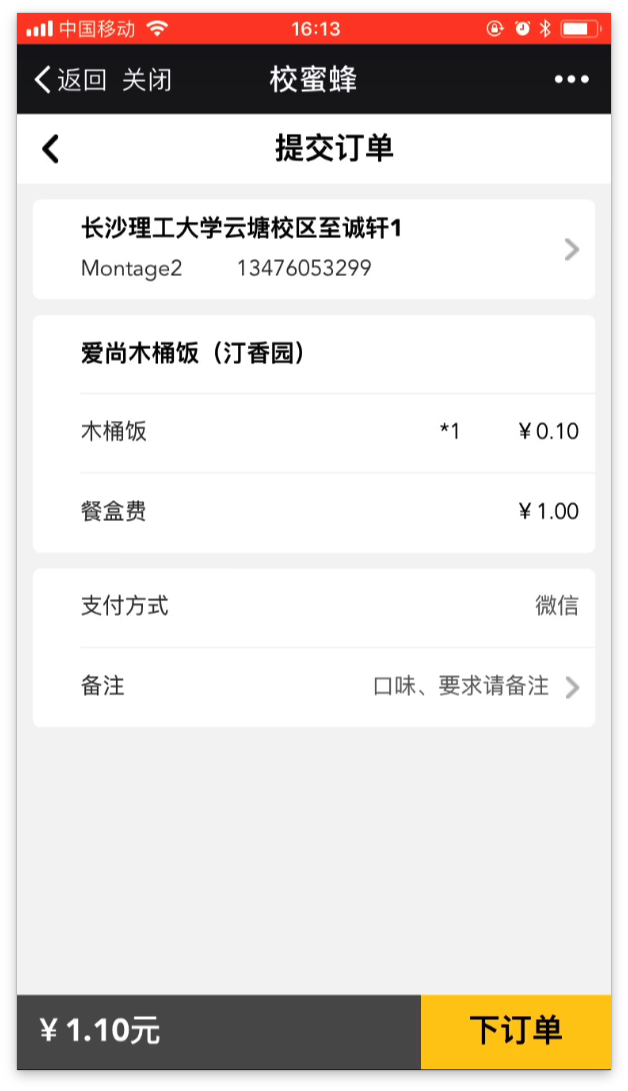 中国移动 16:13
返回 关闭 校蜜蜂
提交订单
长沙理工大学云塘校区至诚轩1
Montage2 13476053299
爱尚木桶饭（汀香园）
木桶饭 *1 ¥0.10
餐盒费 ¥1.00
支付方式 微信
备注 口味、要求请备注
¥1.10元 下订单